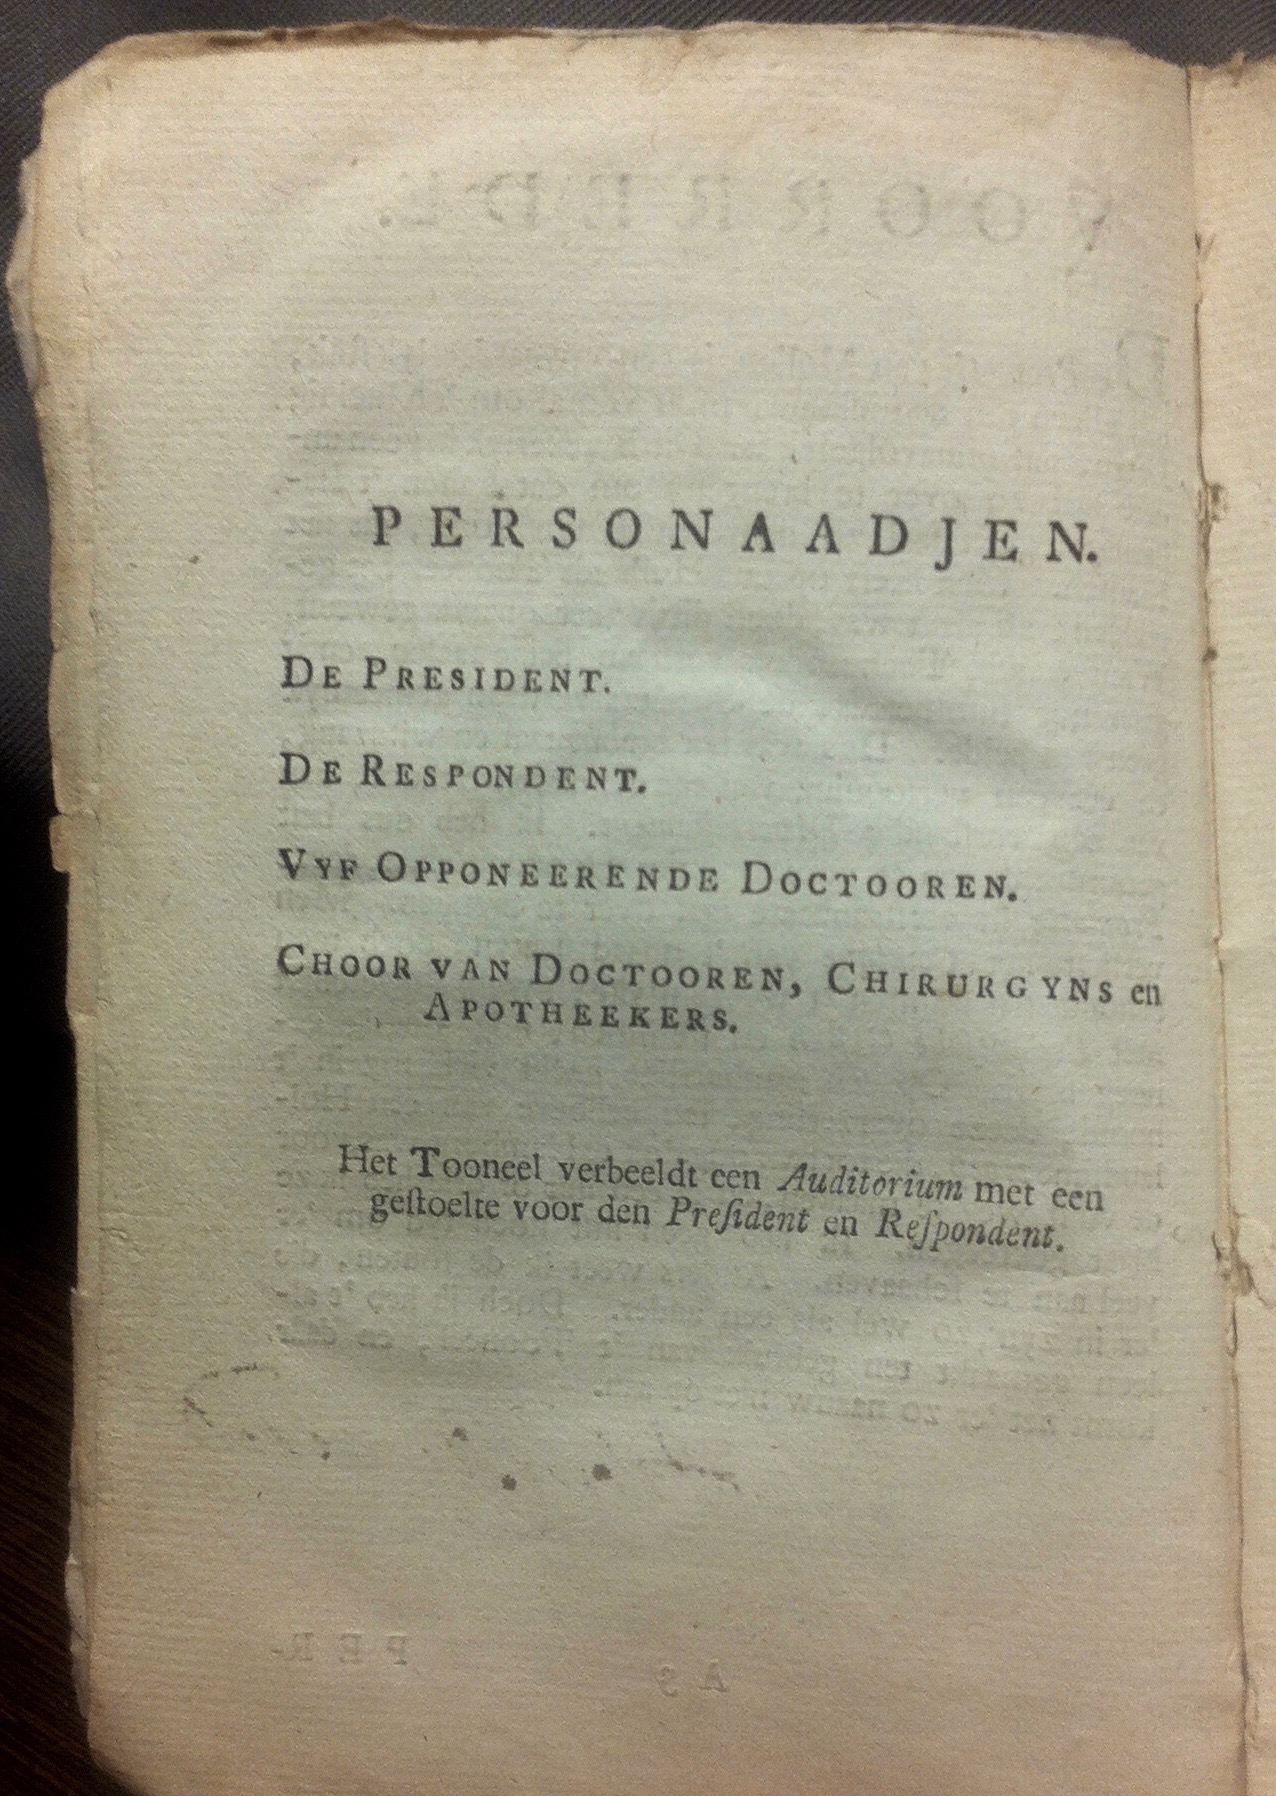 PERSONAADJEN.
DE PRESIDENT.
DE RESPONDENT.
VYF OPPONEERENDE DOCTOOREN.
CHOOR VAN DOCTOOREN, CHIRURGYNS en
APOTHEEKERS.
Het Tooneel verbeeldt een Auditorium met een
geſtoelte voor den Preſident en Reſpondent.